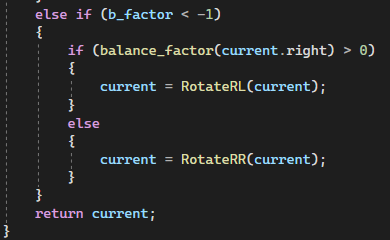 else if (b_factor < -1)
{
if (balance_factor(current.right) > 0)
{
current = RotateRL(current);
}
else
{
current = RotateRR(current);
}
}
return current;
}